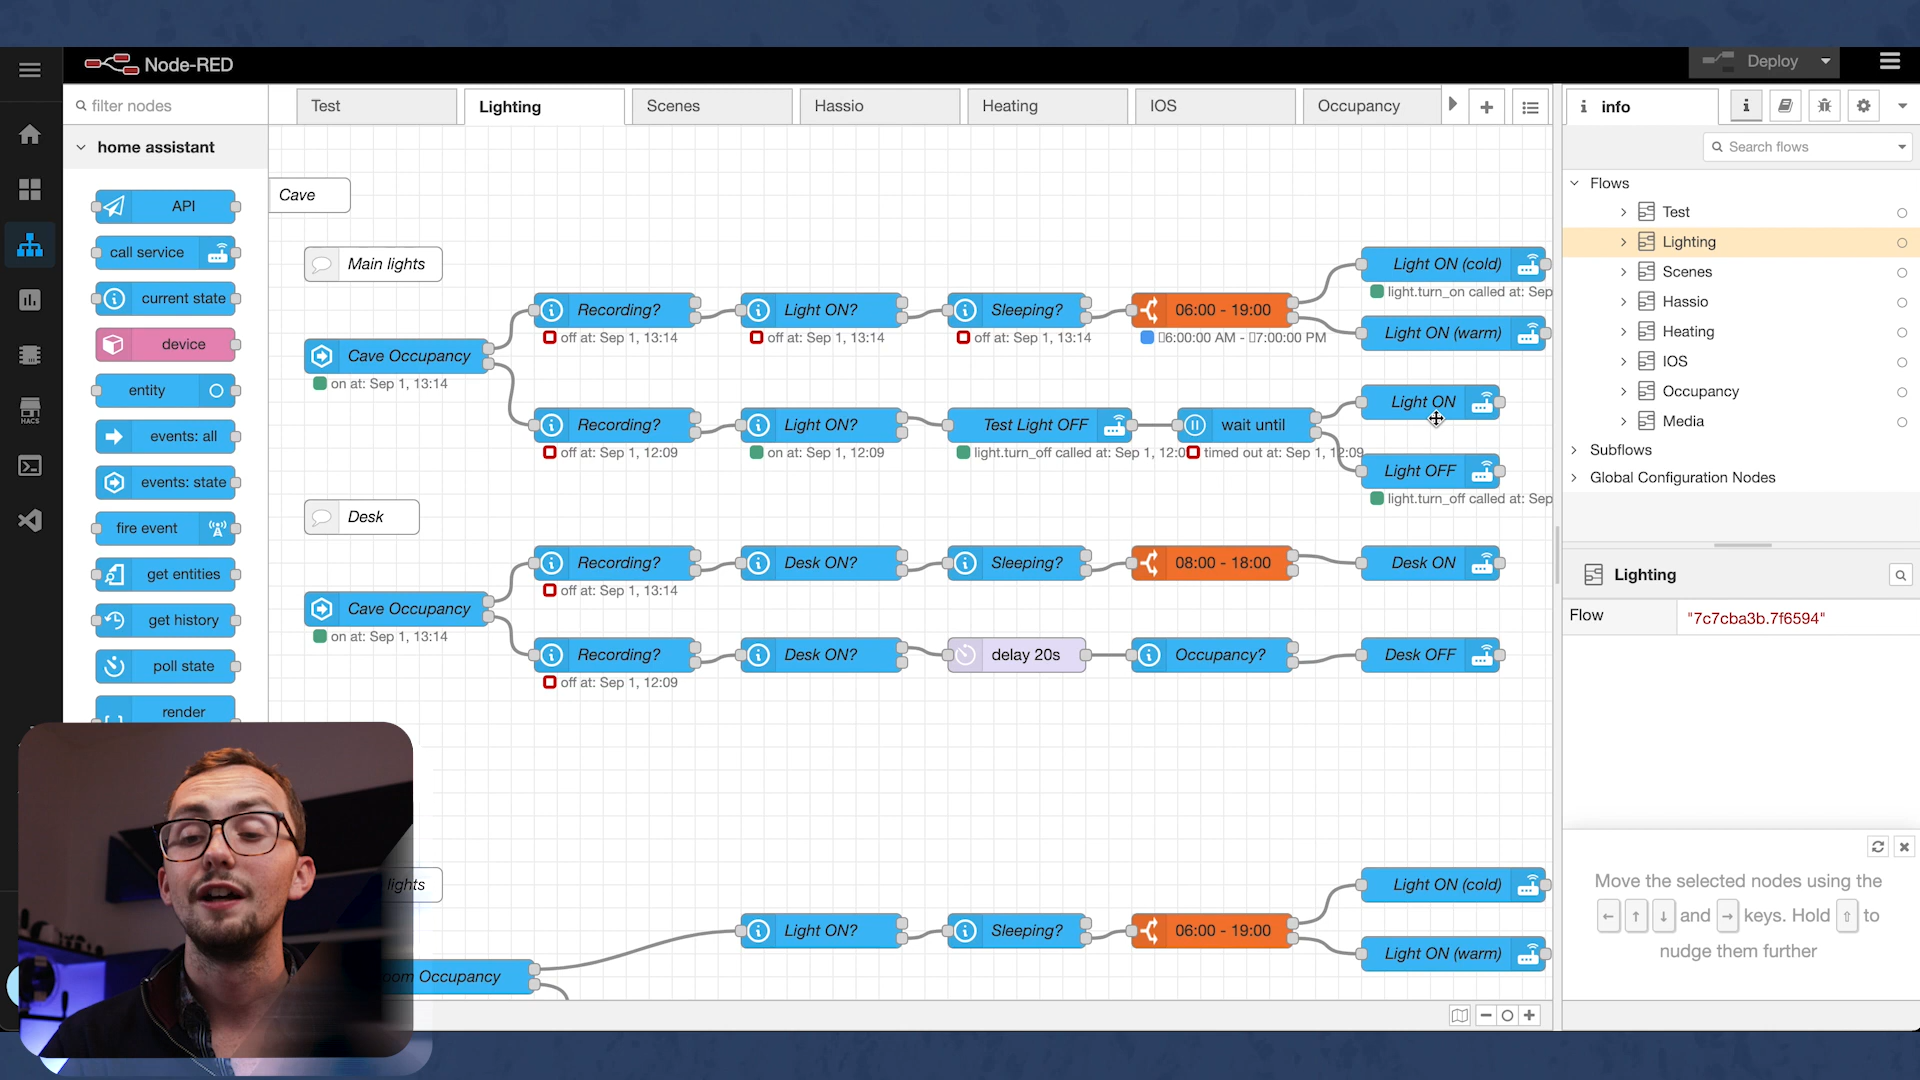 Node-RED
Deploy
filter nodes
Test
Lighting
Scenes
Hassio
Heating
IOS
Occupancy
info
Search flows
home assistant
API
call service
current state
device
entity
events: all
events: state
fire event
get entities
get history
poll state
render
HACS
Cave
Main lights
Cave Occupancy
on at: Sep 1, 13:14
Recording?
off at: Sep 1, 13:14
Light ON?
off at: Sep 1, 13:14
Sleeping?
off at: Sep 1, 13:14
06:00 - 19:00
6:00:00 AM - 7:00:00 PM
Light ON (cold)
light.turn_on called at: Sep
Light ON (warm)
Recording?
off at: Sep 1, 12:09
Light ON?
on at: Sep 1, 12:09
Test Light OFF
light.turn_off called at: Sep 1, 12:0
wait until
timed out at: Sep 1, 12:09
Light ON
Light OFF
light.turn_off called at: Sep
Desk
Cave Occupancy
on at: Sep 1, 13:14
Recording?
off at: Sep 1, 13:14
Desk ON?
Sleeping?
08:00 - 18:00
Desk ON
Recording?
off at: Sep 1, 12:09
Desk ON?
delay 20s
Occupancy?
Desk OFF
lights
oom Occupancy
Light ON?
Sleeping?
06:00 - 19:00
Light ON (cold)
Light ON (warm)
Flows
Test
Lighting
Scenes
Hassio
Heating
IOS
Occupancy
Media
Subflows
Global Configuration Nodes
Lighting
Flow
"7c7cba3b.7f6594"
Move the selected nodes using the
← ↑ ↓ and → keys. Hold ⇧ to
nudge them further